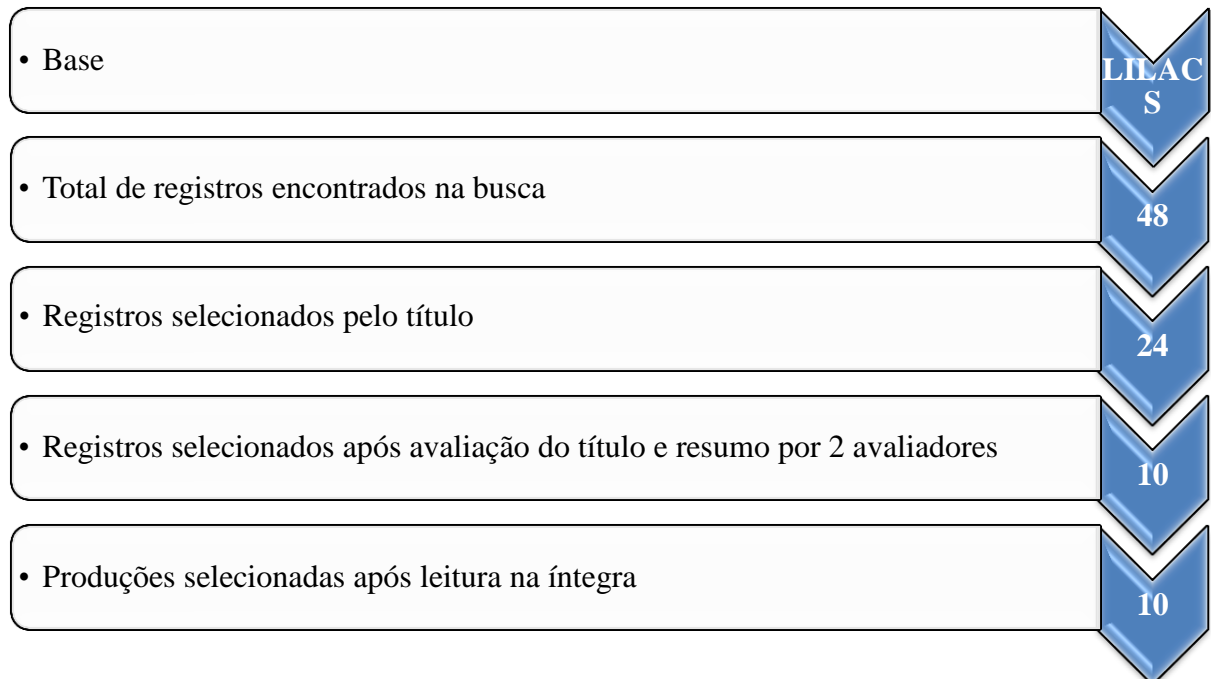 • Base
LILAC
S
• Total de registros encontrados na busca
48
• Registros selecionados pelo título
24
• Registros selecionados após avaliação do título e resumo por 2 avaliadores
10
• Produções selecionadas após leitura na íntegra
10